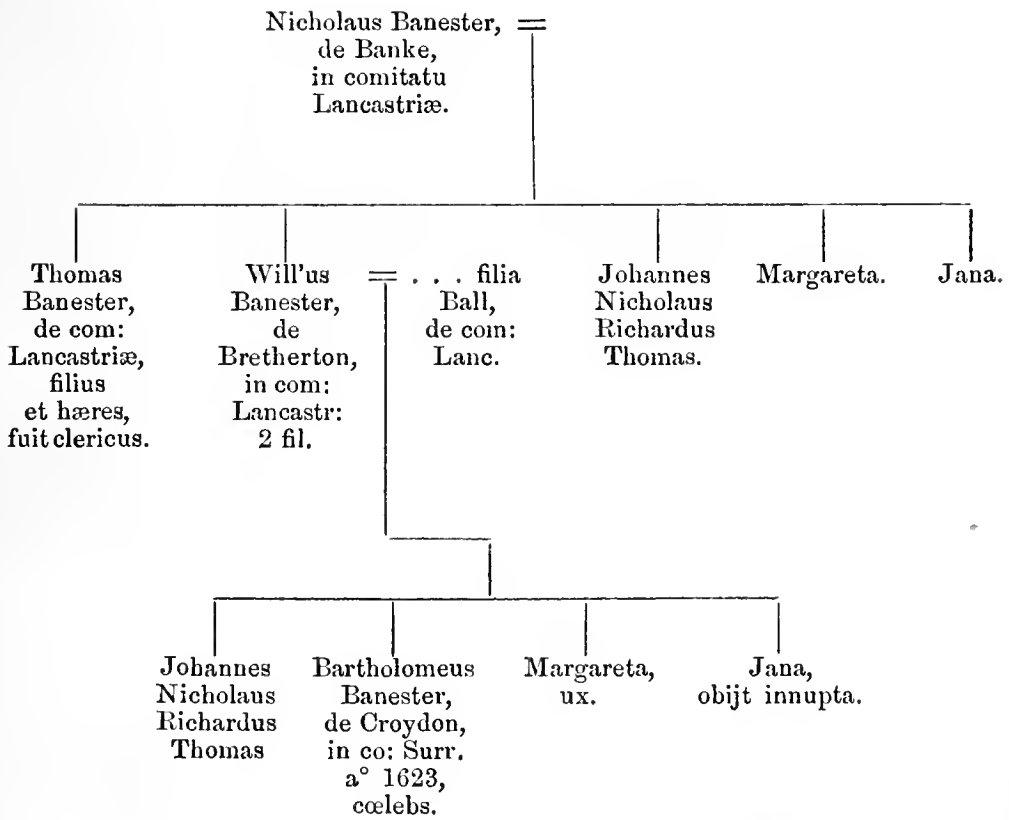 Nicholaus Banester, =
de Banke,
in comitatu
Lancastriæ.
Thomas
Banester,
de com:
Lancastriæ,
filius
et hæres,
fuit clericus.
Will'us
Banester,
de
Bretherton,
in com:
Lancastr:
2 fil.
= . . . filia
Ball,
de com:
Lanc.
Johannes
Nicholaus
Richardus
Thomas.
Margareta.
Jana.
Johannes
Nicholaus
Richardus
Thomas
Bartholomeus
Banester,
de Croydon,
in co: Surr.
a° 1623,
cœlebs.
Margareta,
ux.
Jana,
obijt innupta.